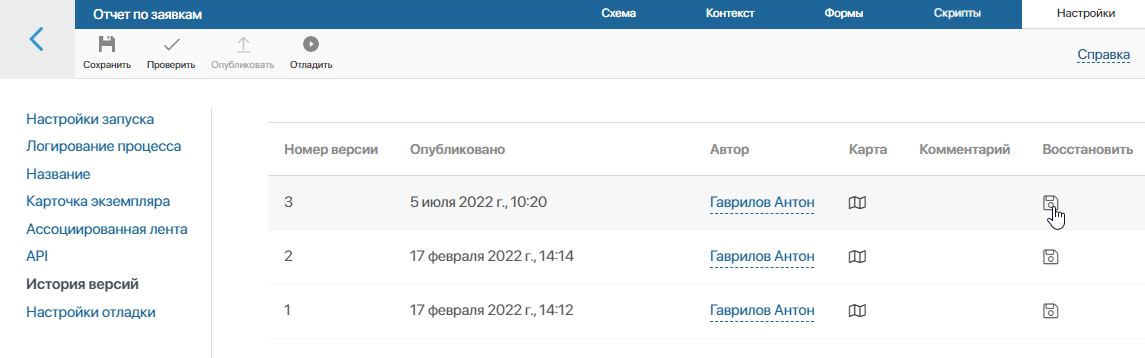 Отчет по заявкам Схема Контекст Формы Скрипты Настройки
Сохранить Проверить Опубликовать Отладить Справка
Настройки запуска
Логирование процесса
Название
Карточка экземпляра
Ассоциированная лента
API
История версий
Настройки отладки
Номер версии Опубликовано Автор Карта Комментарий Восстановить
3 5 июля 2022 г., 10:20 Гаврилов Антон
2 17 февраля 2022 г., 14:14 Гаврилов Антон
1 17 февраля 2022 г., 14:12 Гаврилов Антон